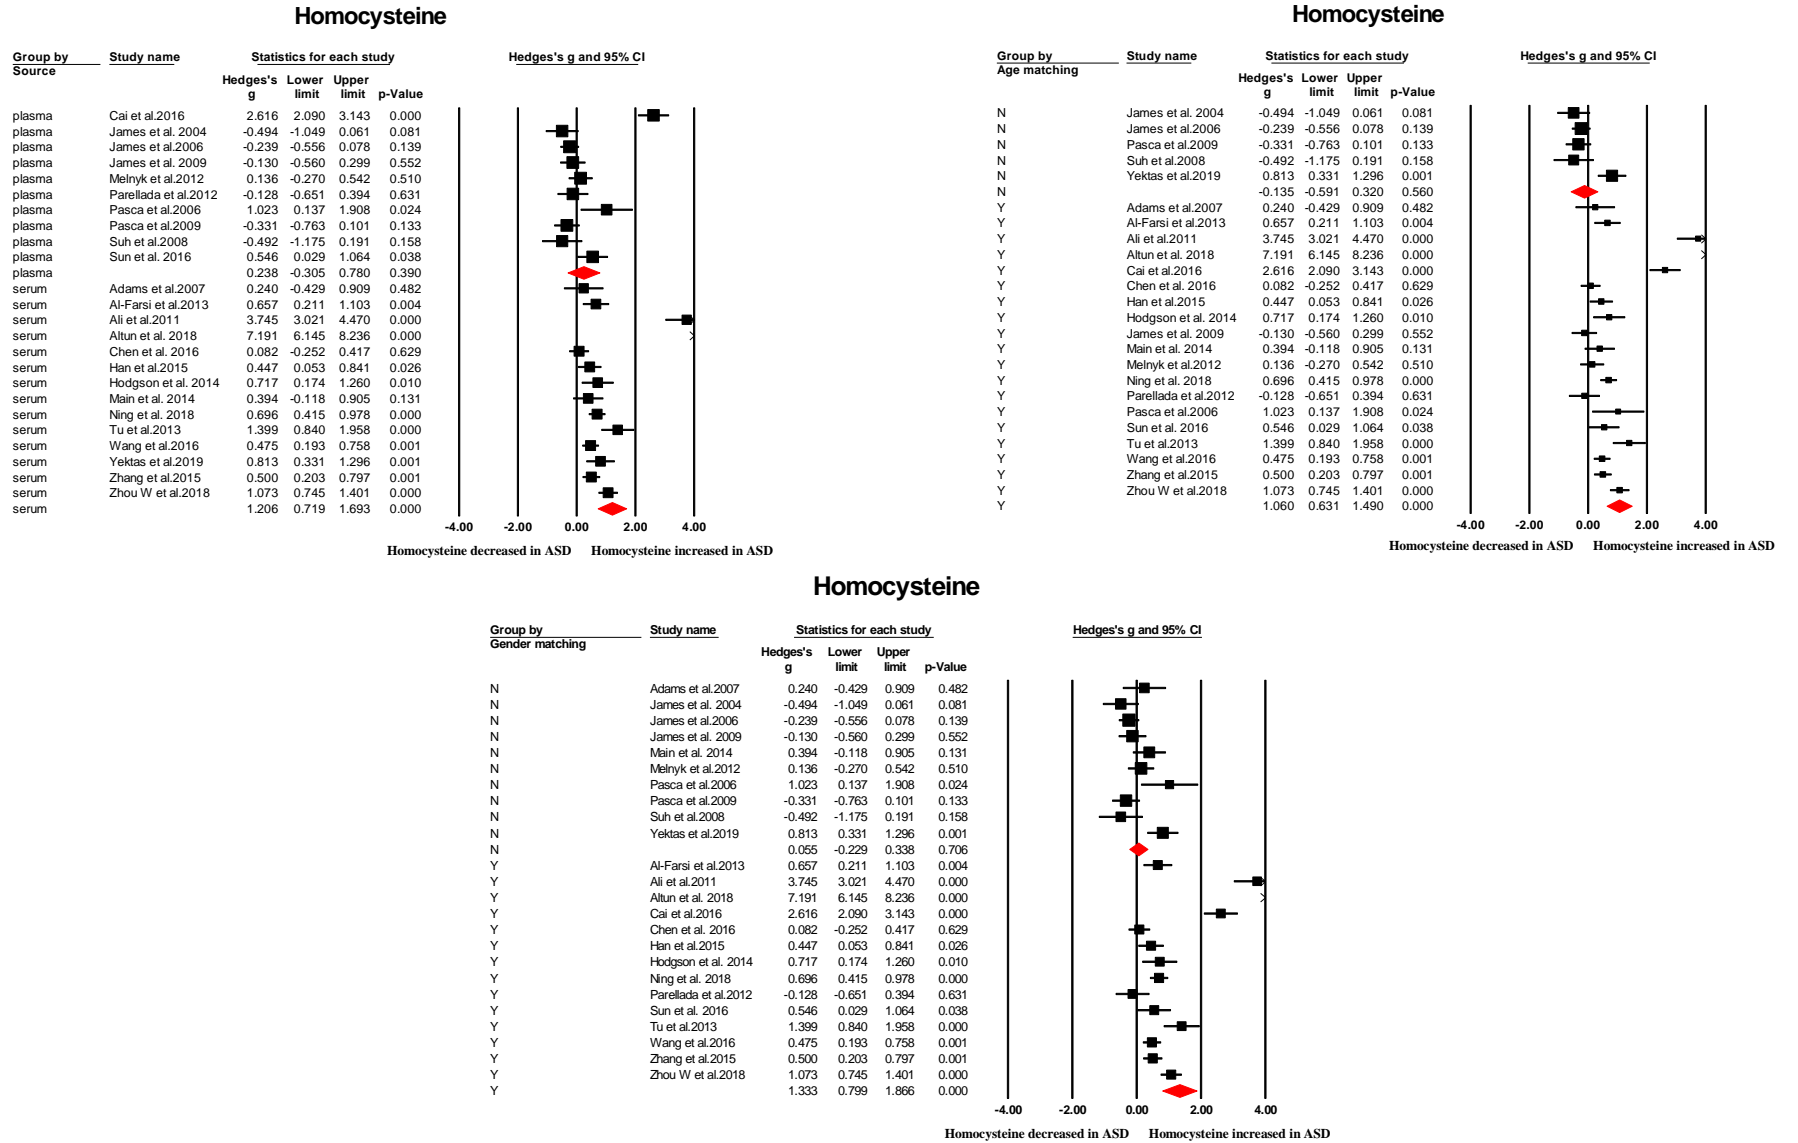 Homocysteine
Group by Study name Statistics for each study Hedges's g and 95% CI
Source
Hedges's Lower Upper
g limit limit p-Value
plasma Cai et al.2016 2.616 2.090 3.143 0.000
plasma James et al. 2004 -0.494 -1.049 0.061 0.081
plasma James et al.2006 -0.239 -0.556 0.078 0.139
plasma James et al. 2009 -0.130 -0.560 0.299 0.552
plasma Melnyk et al.2012 0.136 -0.270 0.542 0.510
plasma Parellada et al.2012 -0.128 -0.651 0.394 0.631
plasma Pasca et al.2006 1.023 0.137 1.908 0.024
plasma Pasca et al.2009 -0.331 -0.763 0.101 0.133
plasma Suh et al.2008 -0.492 -1.175 0.191 0.158
plasma Sun et al. 2016 0.546 0.029 1.064 0.038
plasma 0.238 -0.305 0.780 0.390
serum Adams et al.2007 0.240 -0.429 0.909 0.482
serum Al-Farsi et al.2013 0.657 0.211 1.103 0.004
serum Ali et al.2011 3.745 3.021 4.470 0.000
serum Altun et al. 2018 7.191 6.145 8.236 0.000
serum Chen et al. 2016 0.082 -0.252 0.417 0.629
serum Han et al.2015 0.447 0.053 0.841 0.026
serum Hodgson et al. 2014 0.717 0.174 1.260 0.010
serum Main et al. 2014 0.394 -0.118 0.905 0.131
serum Ning et al. 2018 0.696 0.415 0.978 0.000
serum Tu et al.2013 1.399 0.840 1.958 0.000
serum Wang et al.2016 0.475 0.193 0.758 0.001
serum Yektas et al.2019 0.813 0.331 1.296 0.001
serum Zhang et al.2015 0.500 0.203 0.797 0.001
serum Zhou W et al.2018 1.073 0.745 1.401 0.000
serum 1.206 0.719 1.693 0.000
-4.00 -2.00 0.00 2.00 4.00
Homocysteine decreased in ASD Homocysteine increased in ASD
Homocysteine
Group by Study name Statistics for each study Hedges's g and 95% CI
Age matching
Hedges's Lower Upper
g limit limit p-Value
N James et al. 2004 -0.494 -1.049 0.061 0.081
N James et al.2006 -0.239 -0.556 0.078 0.139
N Pasca et al.2009 -0.331 -0.763 0.101 0.133
N Suh et al.2008 -0.492 -1.175 0.191 0.158
N Yektas et al.2019 0.813 0.331 1.296 0.001
N -0.135 -0.591 0.320 0.560
Y Adams et al.2007 0.240 -0.429 0.909 0.482
Y Al-Farsi et al.2013 0.657 0.211 1.103 0.004
Y Ali et al.2011 3.745 3.021 4.470 0.000
Y Altun et al. 2018 7.191 6.145 8.236 0.000
Y Cai et al.2016 2.616 2.090 3.143 0.000
Y Chen et al. 2016 0.082 -0.252 0.417 0.629
Y Han et al.2015 0.447 0.053 0.841 0.026
Y Hodgson et al. 2014 0.717 0.174 1.260 0.010
Y James et al. 2009 -0.130 -0.560 0.299 0.552
Y Main et al. 2014 0.394 -0.118 0.905 0.131
Y Melnyk et al.2012 0.136 -0.270 0.542 0.510
Y Ning et al. 2018 0.696 0.415 0.978 0.000
Y Parellada et al.2012 -0.128 -0.651 0.394 0.631
Y Pasca et al.2006 1.023 0.137 1.908 0.024
Y Sun et al. 2016 0.546 0.029 1.064 0.038
Y Tu et al.2013 1.399 0.840 1.958 0.000
Y Wang et al.2016 0.475 0.193 0.758 0.001
Y Zhang et al.2015 0.500 0.203 0.797 0.001
Y Zhou W et al.2018 1.073 0.745 1.401 0.000
Y 1.060 0.631 1.490 0.000
-4.00 -2.00 0.00 2.00 4.00
Homocysteine decreased in ASD Homocysteine increased in ASD
Homocysteine
Group by Study name Statistics for each study Hedges's g and 95% CI
Gender matching
Hedges's Lower Upper
g limit limit p-Value
N Adams et al.2007 0.240 -0.429 0.909 0.482
N James et al. 2004 -0.494 -1.049 0.061 0.081
N James et al.2006 -0.239 -0.556 0.078 0.139
N James et al. 2009 -0.130 -0.560 0.299 0.552
N Main et al. 2014 0.394 -0.118 0.905 0.131
N Melnyk et al.2012 0.136 -0.270 0.542 0.510
N Pasca et al.2006 1.023 0.137 1.908 0.024
N Pasca et al.2009 -0.331 -0.763 0.101 0.133
N Suh et al.2008 -0.492 -1.175 0.191 0.158
N Yektas et al.2019 0.813 0.331 1.296 0.001
N 0.055 -0.229 0.338 0.706
Y Al-Farsi et al.2013 0.657 0.211 1.103 0.004
Y Ali et al.2011 3.745 3.021 4.470 0.000
Y Altun et al. 2018 7.191 6.145 8.236 0.000
Y Cai et al.2016 2.616 2.090 3.143 0.000
Y Chen et al. 2016 0.082 -0.252 0.417 0.629
Y Han et al.2015 0.447 0.053 0.841 0.026
Y Hodgson et al. 2014 0.717 0.174 1.260 0.010
Y Ning et al. 2018 0.696 0.415 0.978 0.000
Y Parellada et al.2012 -0.128 -0.651 0.394 0.631
Y Sun et al. 2016 0.546 0.029 1.064 0.038
Y Tu et al.2013 1.399 0.840 1.958 0.000
Y Wang et al.2016 0.475 0.193 0.758 0.001
Y Zhang et al.2015 0.500 0.203 0.797 0.001
Y Zhou W et al.2018 1.073 0.745 1.401 0.000
Y 1.333 0.799 1.866 0.000
-4.00 -2.00 0.00 2.00 4.00
Homocysteine decreased in ASD Homocysteine increased in ASD